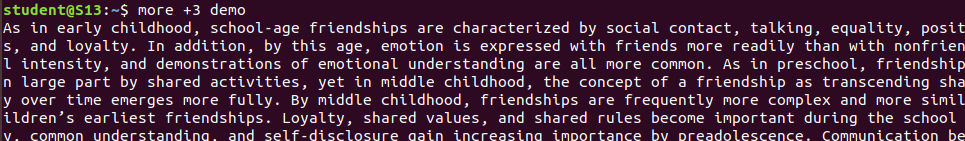 student@S13:~$ more +3 demo
As in early childhood, school-age friendships are characterized by social contact, talking, equality, posit
s, and loyalty. In addition, by this age, emotion is expressed with friends more readily than with nonfrien
l intensity, and demonstrations of emotional understanding are all more common. As in preschool, friendship
n large part by shared activities, yet in middle childhood, the concept of a friendship as transcending sha
y over time emerges more fully. By middle childhood, friendships are frequently more complex and more simil
ildren’s earliest friendships. Loyalty, shared values, and shared rules become important during the school
y, common understanding, and self-disclosure gain increasing importance by preadolescence. Communication be